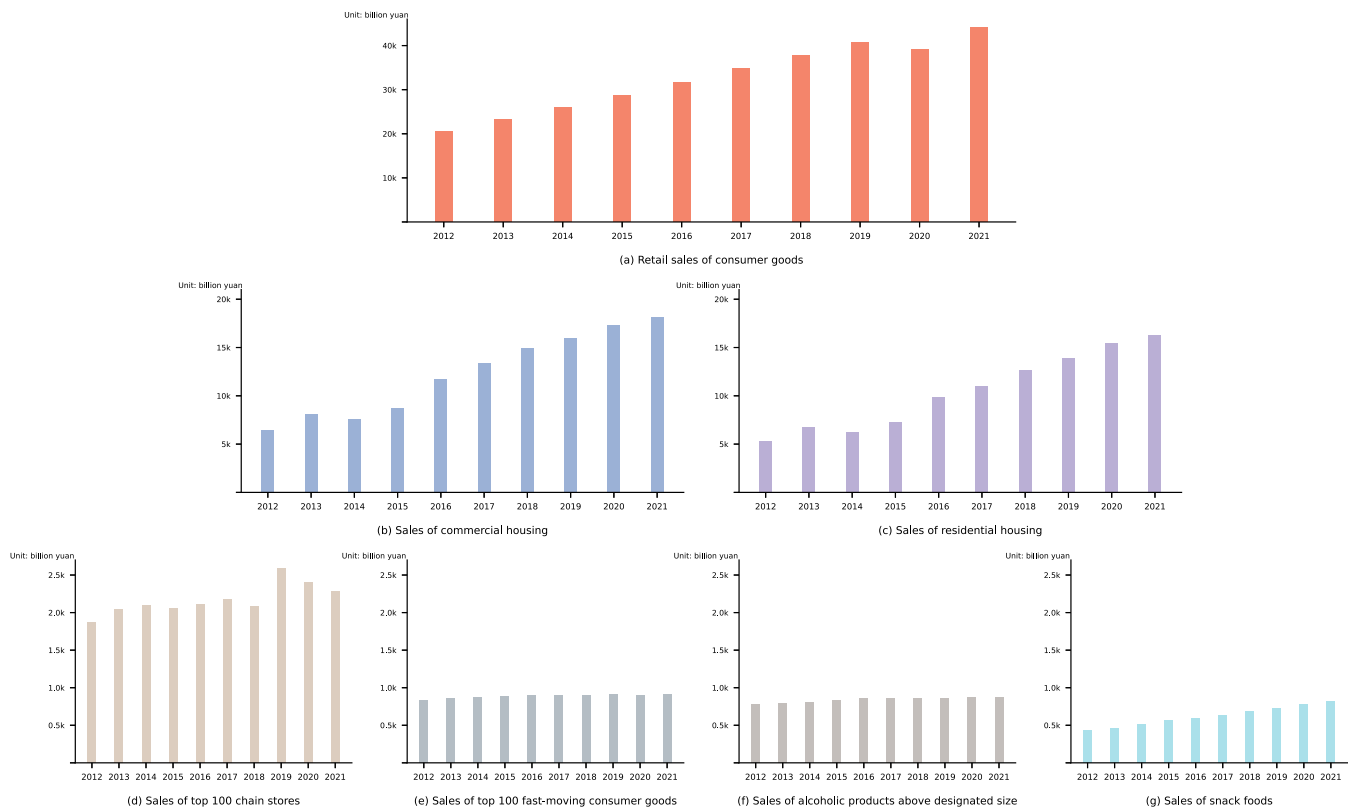 Unit: billion yuan
40k
30k
20k
10k
2012 2013 2014 2015 2016 2017 2018 2019 2020 2021
(a) Retail sales of consumer goods
Unit: billion yuan
20k
15k
10k
5k
2012 2013 2014 2015 2016 2017 2018 2019 2020 2021
(b) Sales of commercial housing
Unit: billion yuan
20k
15k
10k
5k
2012 2013 2014 2015 2016 2017 2018 2019 2020 2021
(c) Sales of residential housing
Unit: billion yuan
2.5k
2.0k
1.5k
1.0k
0.5k
2012 2013 2014 2015 2016 2017 2018 2019 2020 2021
(d) Sales of top 100 chain stores
Unit: billion yuan
2.5k
2.0k
1.5k
1.0k
0.5k
2012 2013 2014 2015 2016 2017 2018 2019 2020 2021
(e) Sales of top 100 fast-moving consumer goods
Unit: billion yuan
2.5k
2.0k
1.5k
1.0k
0.5k
2012 2013 2014 2015 2016 2017 2018 2019 2020 2021
(f) Sales of alcoholic products above designated size
Unit: billion yuan
2.5k
2.0k
1.5k
1.0k
0.5k
2012 2013 2014 2015 2016 2017 2018 2019 2020 2021
(g) Sales of snack foods